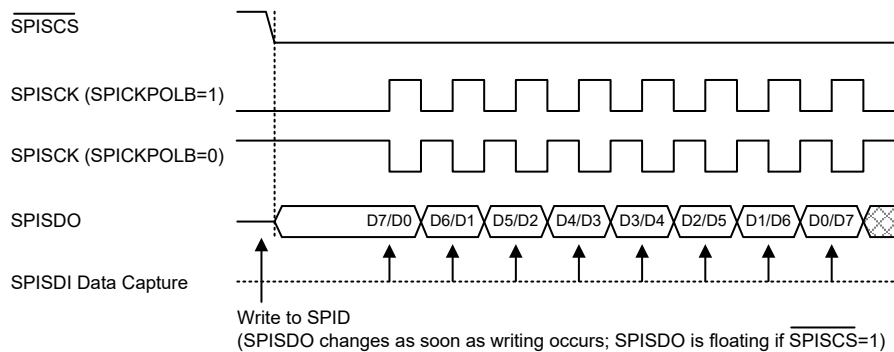 SPISCS
SPISCK (SPICKPOLB=1)
SPISCK (SPICKPOLB=0)
SPISDO D7/D0 D6/D1 D5/D2 D4/D3 D3/D4 D2/D5 D1/D6 D0/D7
SPISDI Data Capture
Write to SPID
(SPISDO changes as soon as writing occurs; SPISDO is floating if SPISCS=1)